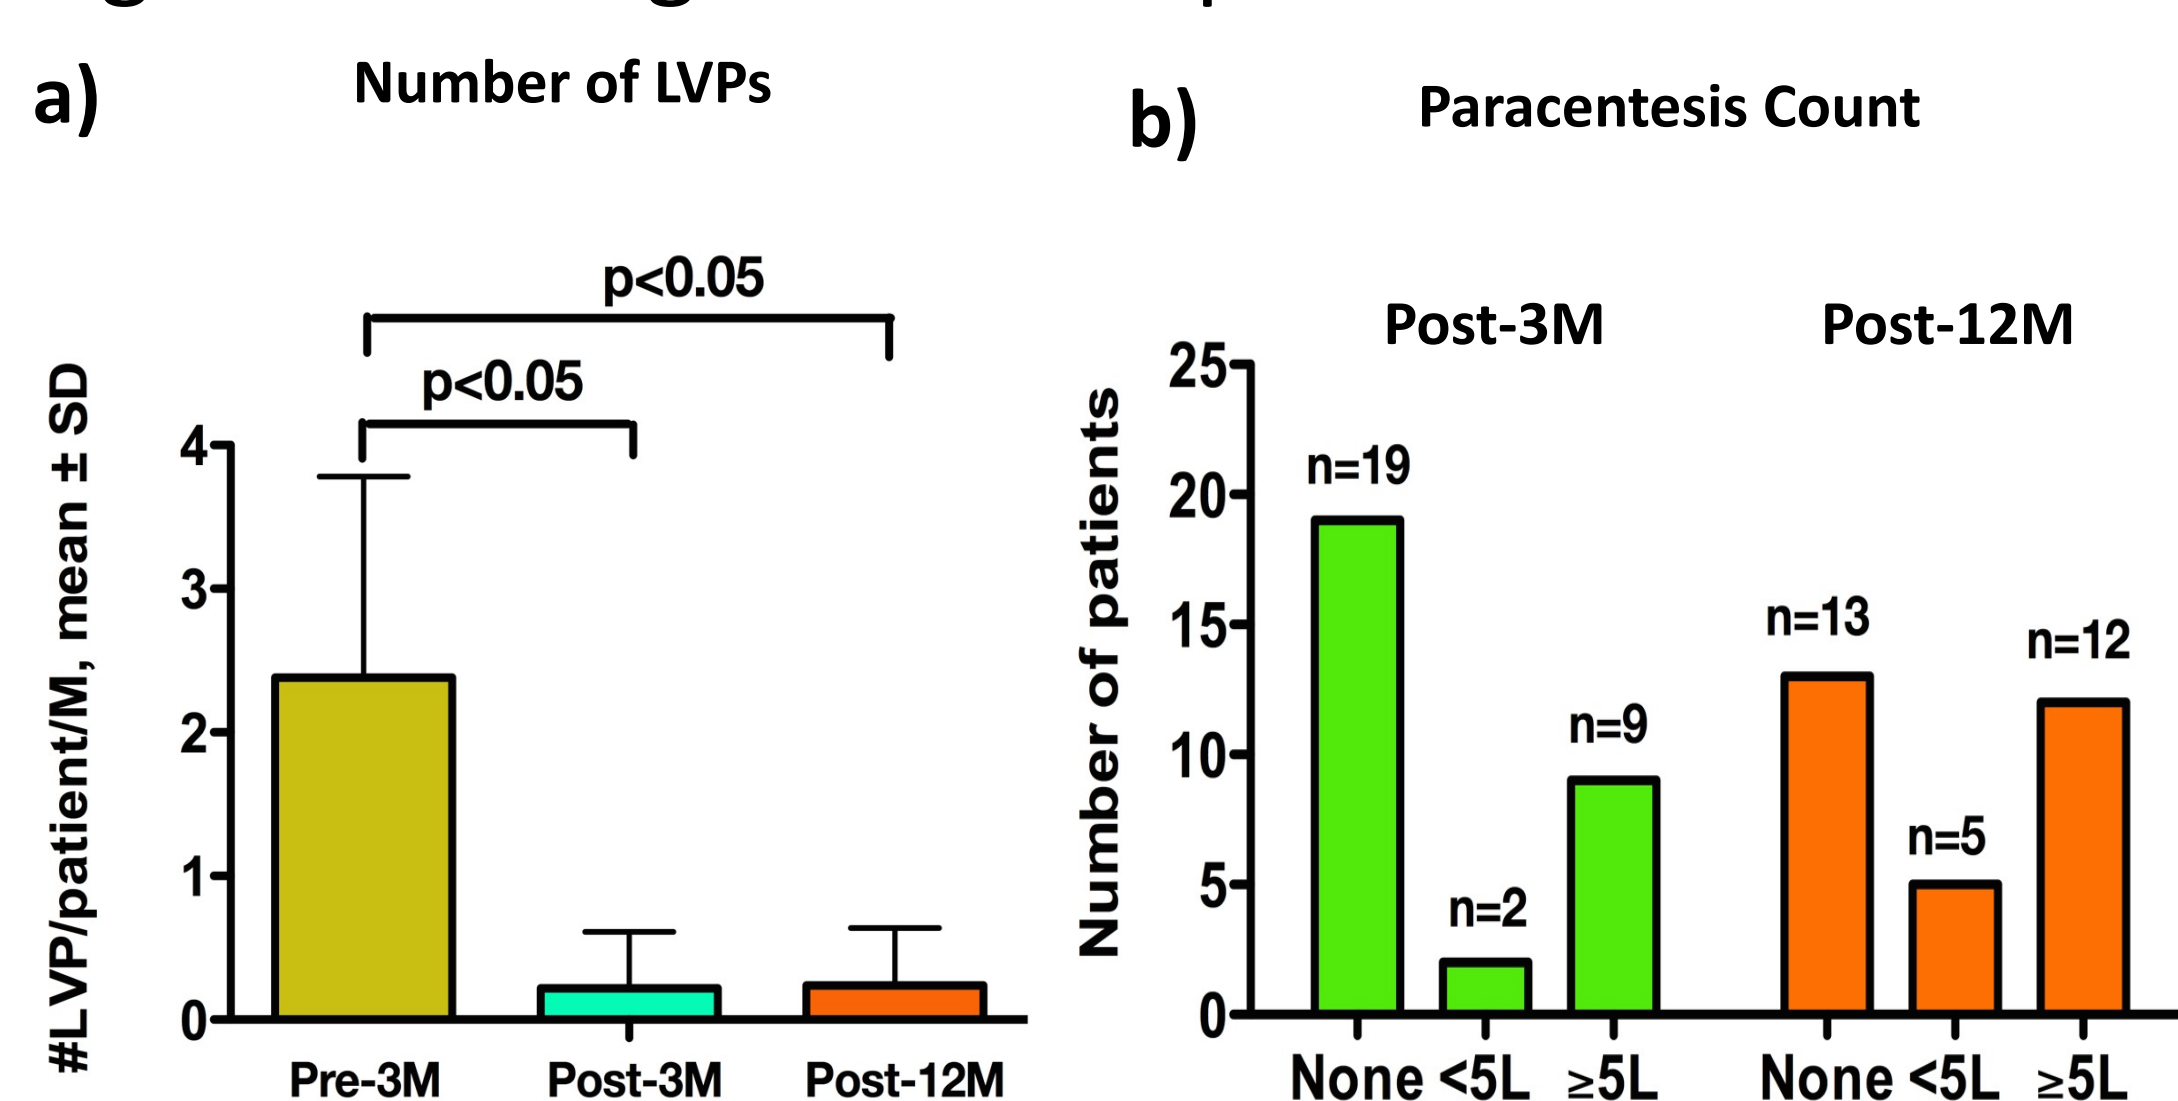 a)
Number of LVPs
p<0.05
p<0.05
#LVP/patient/M, mean ± SD
4
3
2
1
0
Pre-3M Post-3M Post-12M
b)
Paracentesis Count
Post-3M Post-12M
Number of patients
25
20
15
10
5
0
n=19
n=2
n=9
n=13
n=5
n=12
None <5L ≥5L None <5L ≥5L